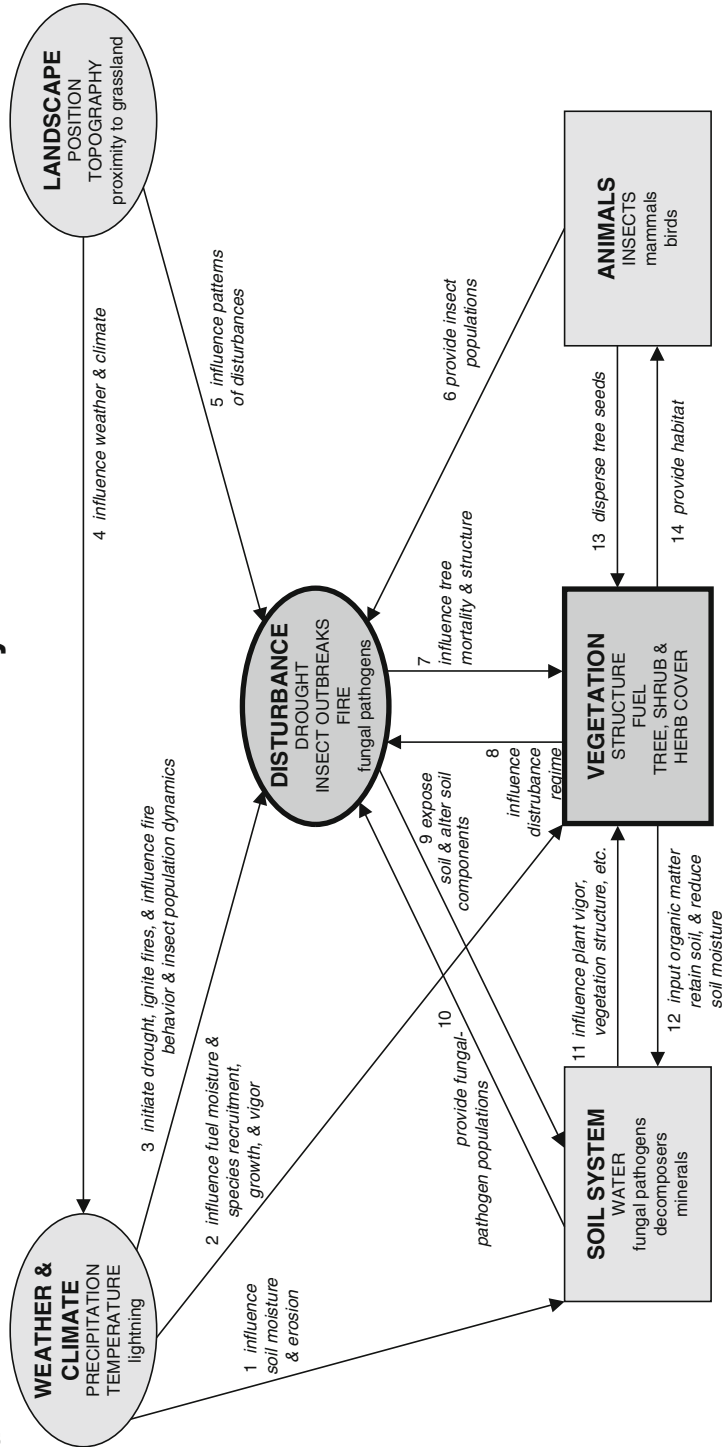 WEATHER &
CLIMATE
PRECIPITATION
TEMPERATURE
lightning
LANDSCAPE
POSITION
TOPOGRAPHY
proximity to grassland
4 influence weather & climate
3 initiate drought, ignite fires, & influence fire
behavior & insect population dynamics
5 influence patterns
of disturbances
2 influence fuel moisture &
species recruitment,
growth, & vigor
1 influence
soil moisture
& erosion
DISTURBANCE
DROUGHT
INSECT OUTBREAKS
FIRE
fungal pathogens
6 provide insect
populations
7
influence tree
mortality & structure
8
influence
distrubance
regime
9 expose
soil & alter soil
components
10
provide fungal-
pathogen populations
SOIL SYSTEM
WATER
fungal pathogens
decomposers
minerals
11 influence plant vigor,
vegetation structure, etc.
12 input organic matter
retain soil, & reduce
soil moisture
VEGETATION
STRUCTURE
FUEL
TREE, SHRUB &
HERB COVER
13 disperse tree seeds
14 provide habitat
ANIMALS
INSECTS
mammals
birds